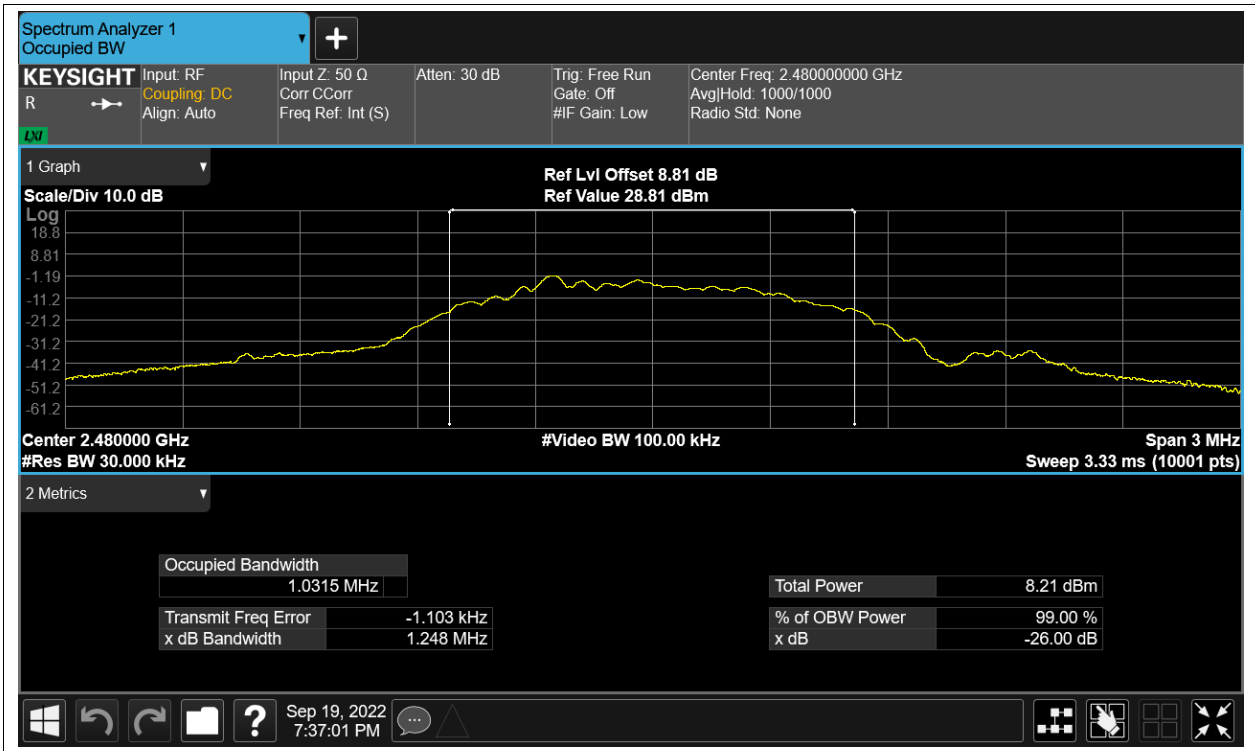 Spectrum Analyzer 1
Occupied BW
KEYSIGHT
R
LXI
Input: RF
Coupling: DC
Align: Auto
Input Z: 50 Ω
Corr CCorr
Freq Ref: Int (S)
Atten: 30 dB
Trig: Free Run
Gate: Off
#IF Gain: Low
Center Freq: 2.480000000 GHz
Avg|Hold: 1000/1000
Radio Std: None
1 Graph
Scale/Div 10.0 dB
Ref Lvl Offset 8.81 dB
Ref Value 28.81 dBm
Log
18.8
8.81
-1.19
-11.2
-21.2
-31.2
-41.2
-51.2
-61.2
Center 2.480000 GHz
#Res BW 30.000 kHz
#Video BW 100.00 kHz
Span 3 MHz
Sweep 3.33 ms (10001 pts)
2 Metrics
Occupied Bandwidth
1.0315 MHz
Transmit Freq Error -1.103 kHz
x dB Bandwidth 1.248 MHz
Total Power 8.21 dBm
% of OBW Power 99.00 %
x dB -26.00 dB
?
Sep 19, 2022
7:37:01 PM